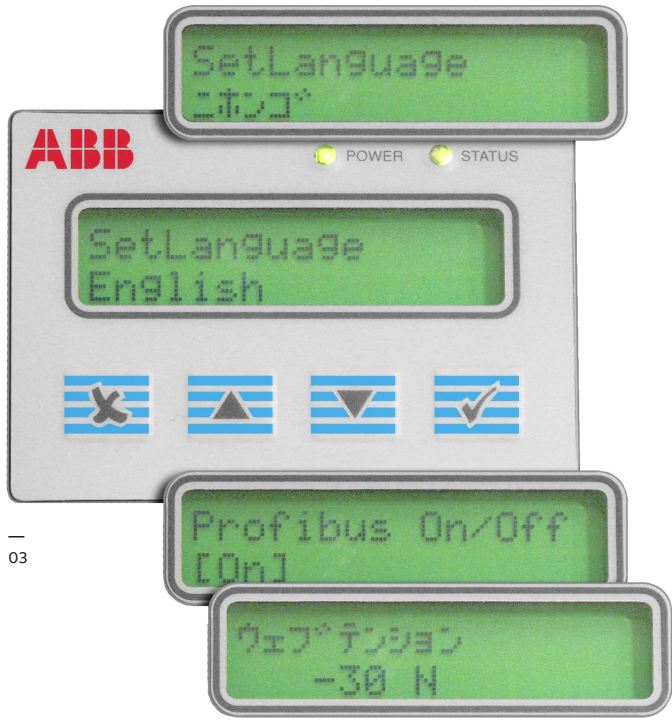 SetLanguage
ニホンゴ
ABB
POWER STATUS
SetLanguage
English
Profibus On/Off
[On]
03
ウェブテンション
-30 N